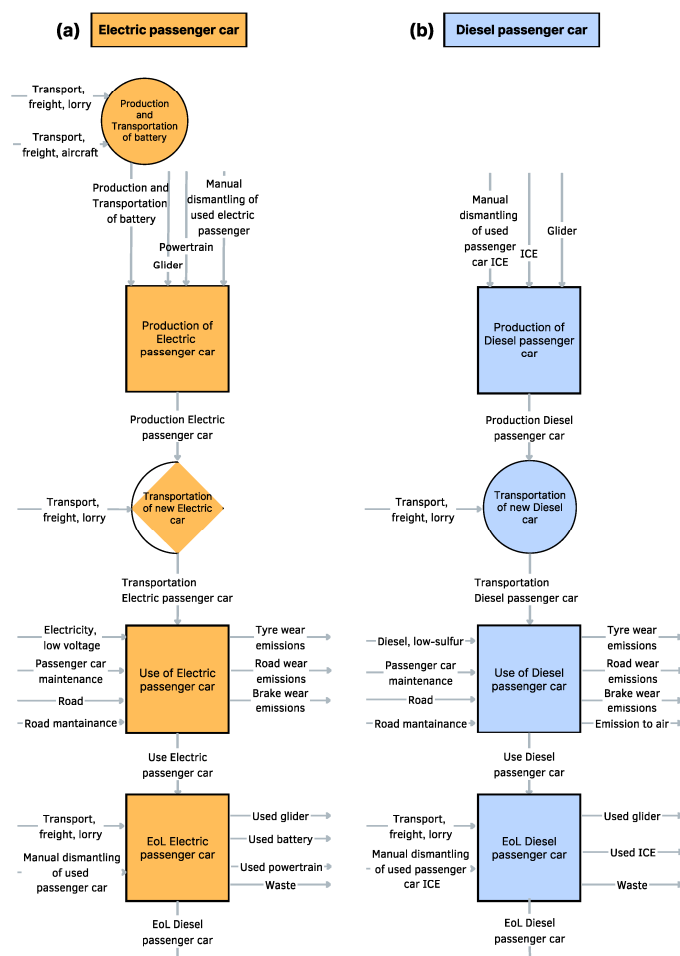 (a)
Electric passenger car
Transport,
freight, lorry
Transport,
freight, aircraft
Production
and
Transportation
of battery
Production and
Transportation
of battery
Glider
Powertrain
Manual
dismantling of
used electric
passenger
Production of
Electric
passenger car
Production Electric
passenger car
Transport,
freight, lorry
Transportation
of new Electric
car
Transportation
Electric passenger car
Electricity,
low voltage
Passenger car
maintenance
Road
Road mantainance
Use of Electric
passenger car
Tyre wear
emissions
Road wear
emissions
Brake wear
emissions
Use Electric
passenger car
Transport,
freight, lorry
Manual dismantling
of used
passenger car
EoL Electric
passenger car
Used glider
Used battery
Used powertrain
Waste
EoL Diesel
passenger car
(b)
Diesel passenger car
Manual
dismantling
of used
passenger
car ICE
ICE
Glider
Production of
Diesel passenger
car
Production Diesel
passenger car
Transport,
freight, lorry
Transportation
of new Diesel
car
Transportation
Diesel passenger car
Diesel, low-sulfur
Passenger car
maintenance
Road
Road mantainance
Use of Diesel
passenger car
Tyre wear
emissions
Road wear
emissions
Brake wear
emissions
Emission to air
Use Diesel
passenger car
Transport,
freight, lorry
Manual dismantling
of used passenger
car ICE
EoL Diesel
passenger car
Used glider
Used ICE
Waste
EoL Diesel
passenger car